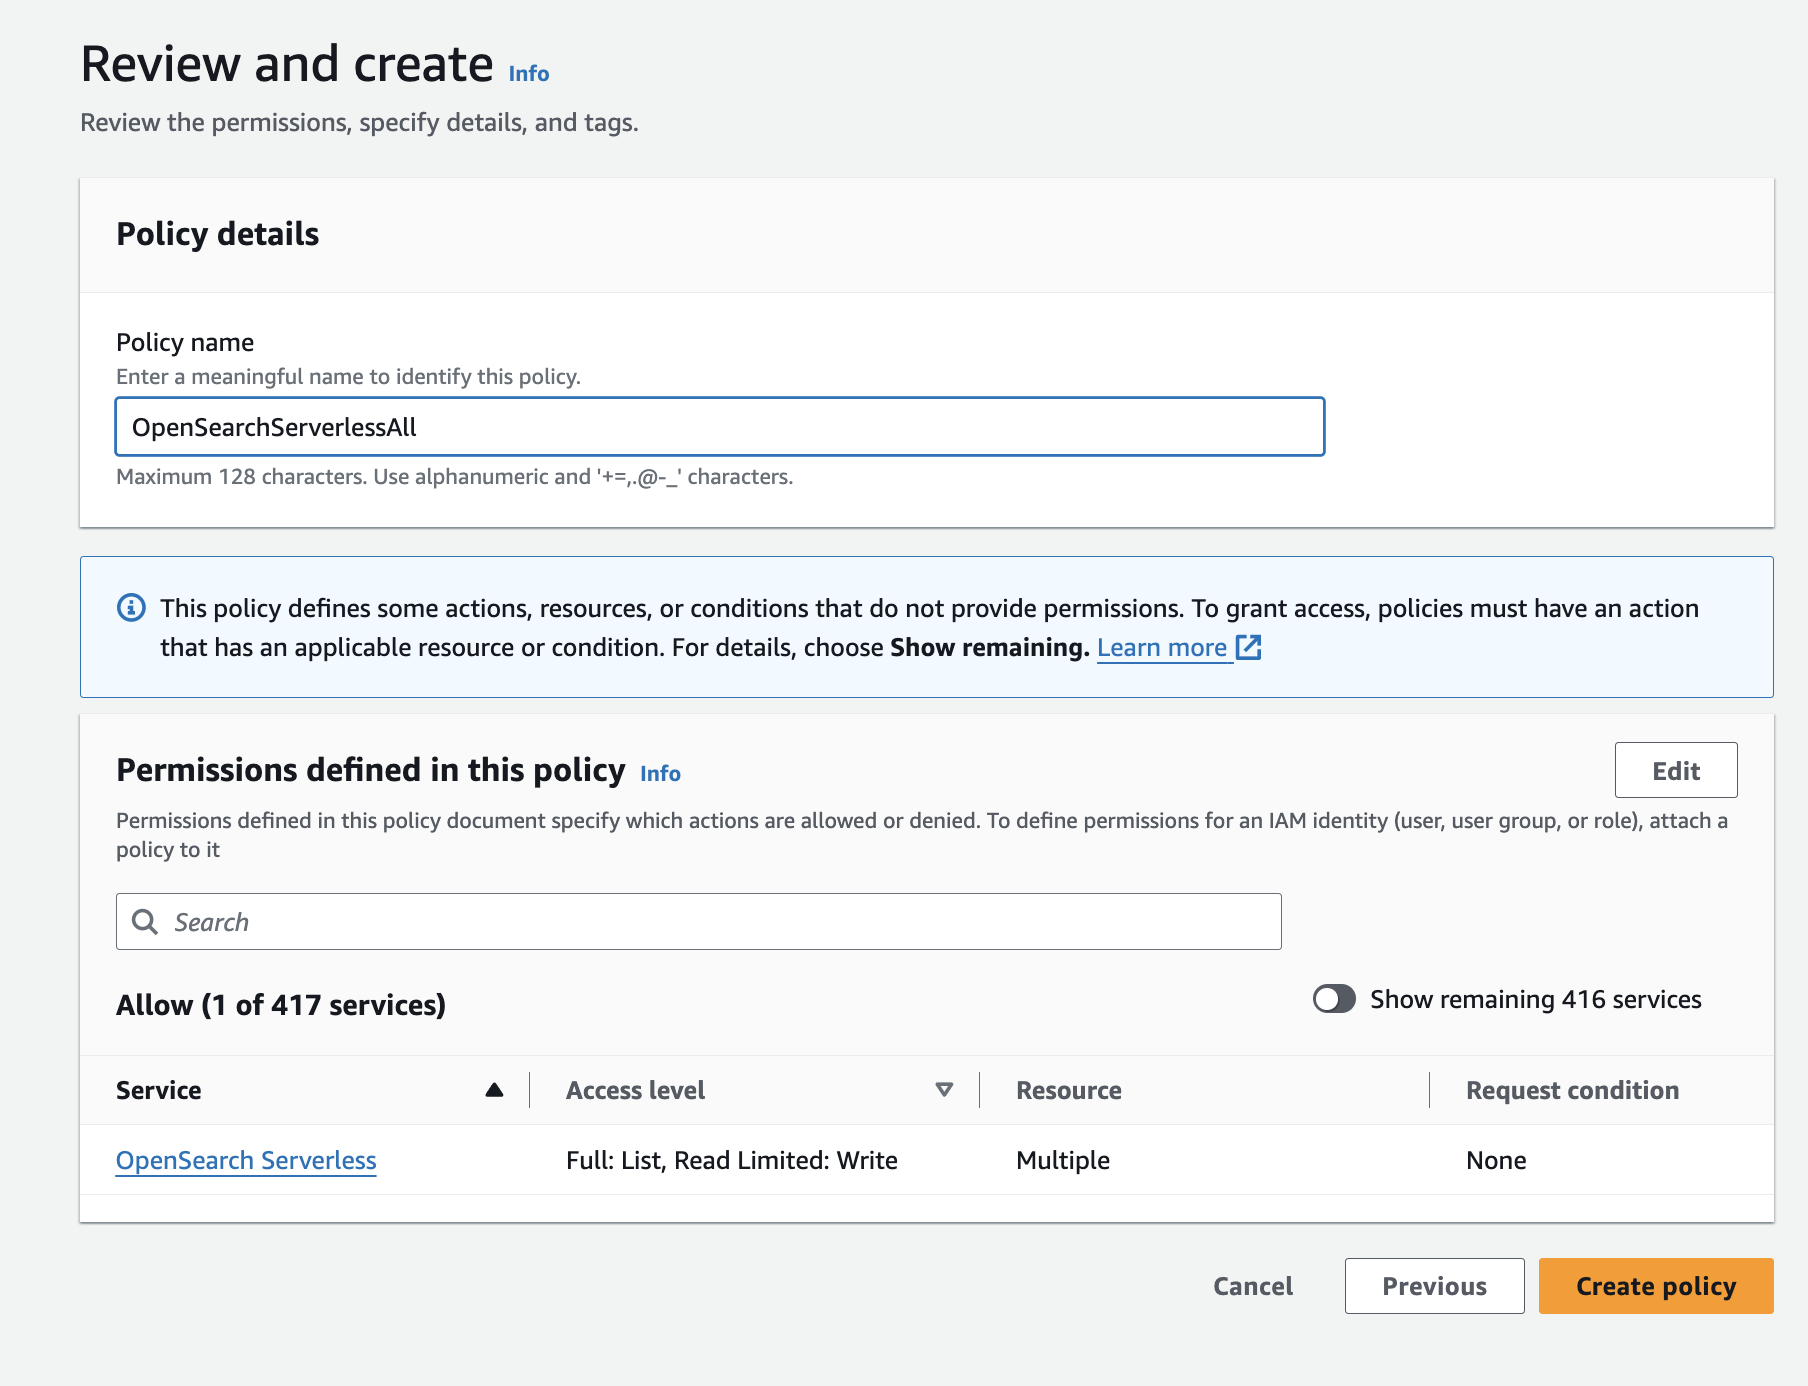 Review and create Info
Review the permissions, specify details, and tags.
Policy details
Policy name
Enter a meaningful name to identify this policy.
OpenSearchServerlessAll
Maximum 128 characters. Use alphanumeric and '+=,.@-_' characters.
This policy defines some actions, resources, or conditions that do not provide permissions. To grant access, policies must have an action
that has an applicable resource or condition. For details, choose Show remaining. Learn more
Permissions defined in this policy Info
Edit
Permissions defined in this policy document specify which actions are allowed or denied. To define permissions for an IAM identity (user, user group, or role), attach a
policy to it
Search
Allow (1 of 417 services)
Show remaining 416 services
Service Access level Resource Request condition
OpenSearch Serverless Full: List, Read Limited: Write Multiple None
Cancel Previous Create policy